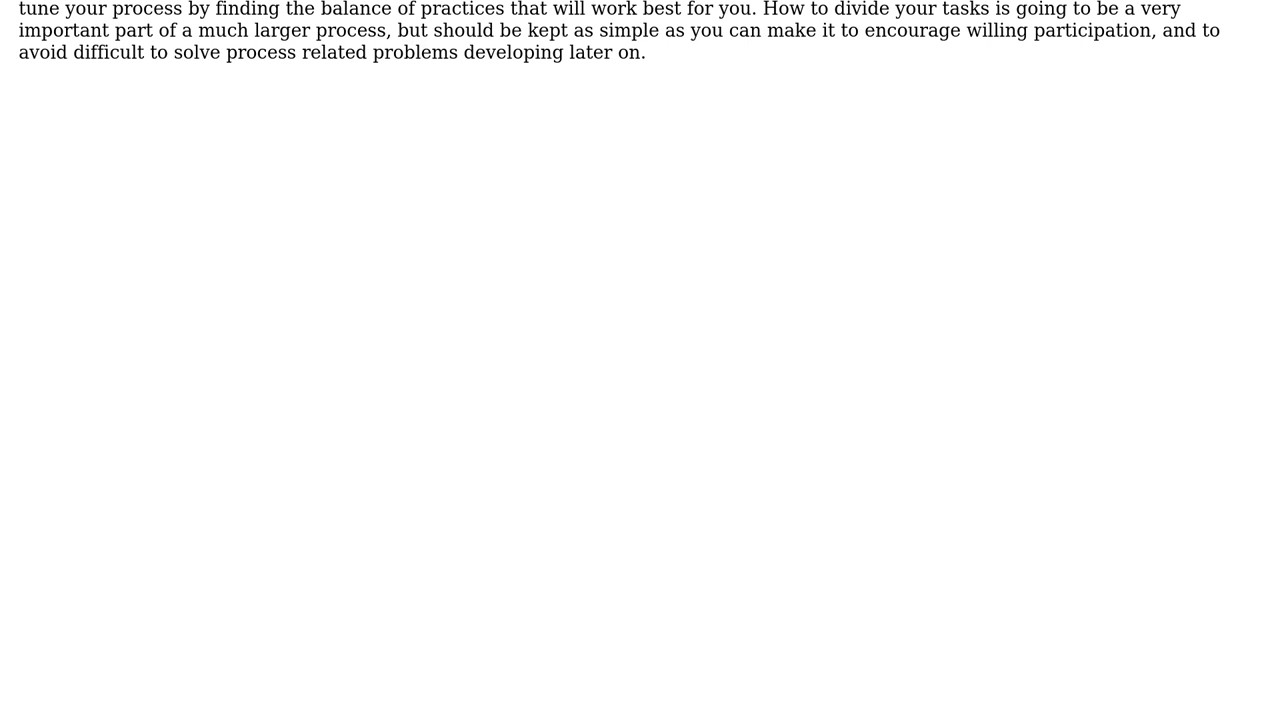 tune your process by finding the balance of practices that will work best for you. How to divide your tasks is going to be a very
important part of a much larger process, but should be kept as simple as you can make it to encourage willing participation, and to
avoid difficult to solve process related problems developing later on.